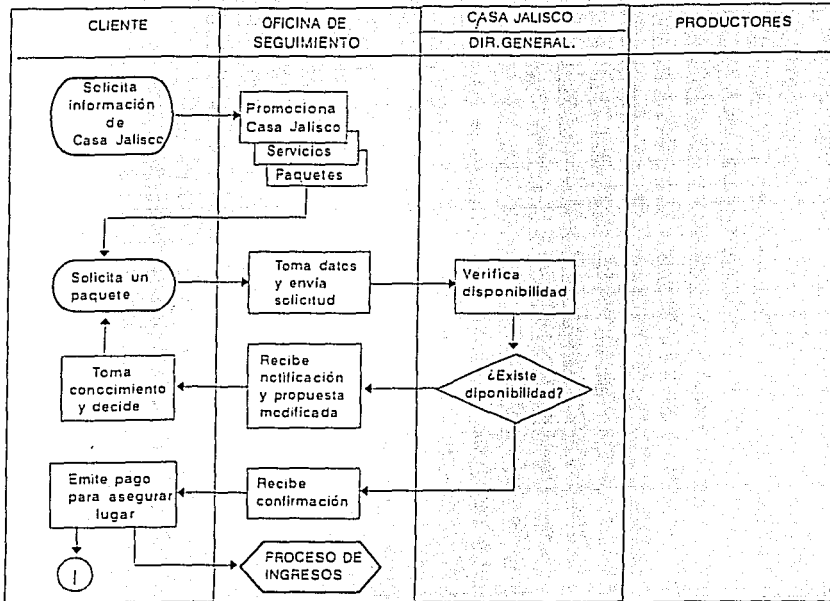 CLIENTE
OFICINA DE
SEGUIMIENTO
CASA JALISCO
DIR.GENERAL.
PRODUCTORES
Solicita
información
de
Casa Jalisco
Promociona
Casa Jalisco
Servicios
Paquetes
Solicita un
paquete
Toma datos
y envía
solicitud
Verifica
disponibilidad
Toma
conocimiento
y decide
Recibe
notificación
y propuesta
modificada
¿Existe
diponibilidad?
Emite pago
para asegurar
lugar
Recibe
confirmación
I
PROCESO DE
INGRESOS